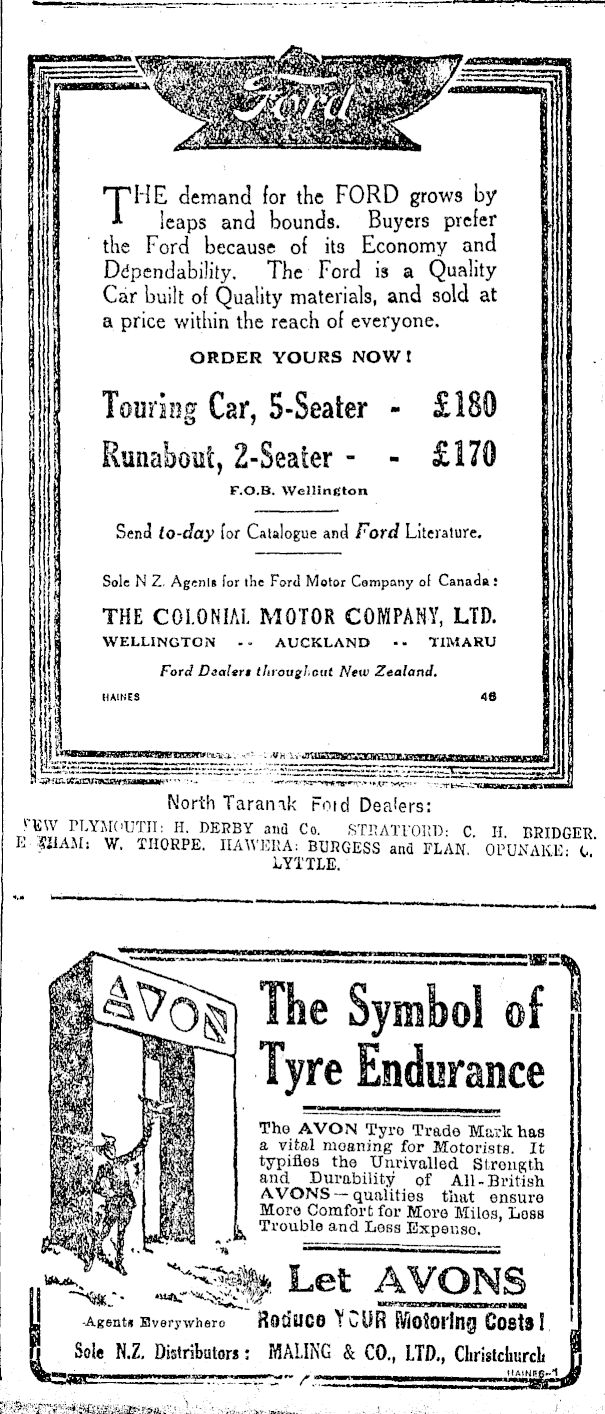 Ford
THE demand for the FORD grows by
leaps and bounds. Buyers prefer
the Ford because of its Economy and
Dependability. The Ford is a Quality
Car built of Quality materials, and sold at
a price within the reach of everyone.
ORDER YOURS NOW!
Touring Car, 5-Seater - £180
Runabout, 2-Seater - - £170
F.O.B. Wellington
Send to-day for Catalogue and Ford Literature.
Sole N Z. Agents for the Ford Motor Company of Canada:
THE COLONIAL MOTOR COMPANY, LTD.
WELLINGTON -- AUCKLAND -- TIMARU
Ford Dealers throughout New Zealand.
HAINES 46
North Taranak Ford Dealers:
NEW PLYMOUTH: H. DERBY and Co. STRATFORD: C. H. BRIDGER.
W. THORPE. HAWERA: BURGESS and FLAN. OPUNAKE:
LYTTLE.
AVON
The Symbol of
Tyre Endurance
The AVON Tyre Trade Mark has
a vital meaning for Motorists. It
typifies the Unrivalled Strength
and Durability of All-British
AVONS — qualities that ensure
More Comfort for More Miles, Less
Trouble and Less Expense.
Let AVONS
Agents Everywhere Reduce YOUR Motoring Costs!
Sole N.Z. Distributors: MALING & CO., LTD., Christchurch
HAINES-1